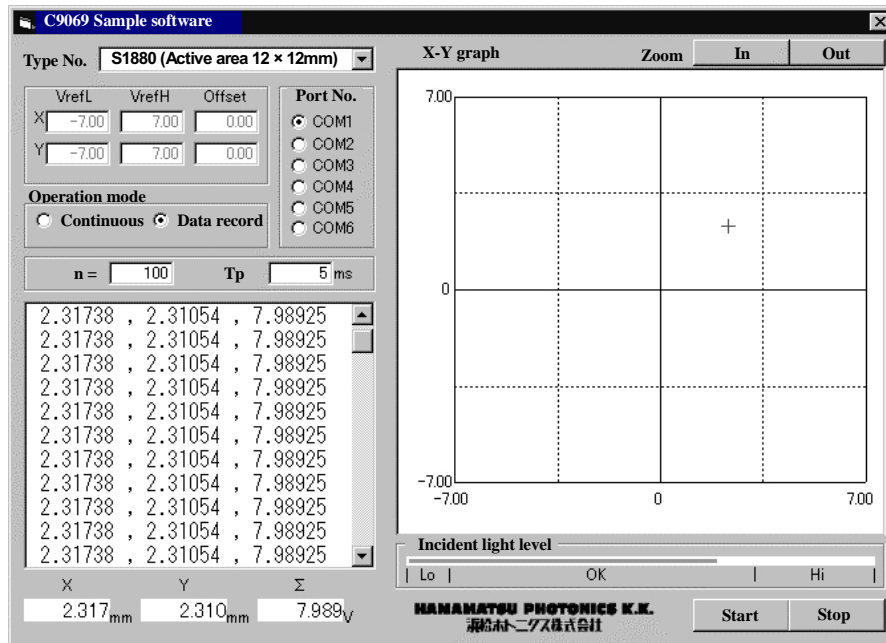 C9069 Sample software
Type No. S1880 (Active area 12 × 12mm)
VrefL VrefH Offset
X -7.00 7.00 0.00
Y -7.00 7.00 0.00
Port No.
COM1
COM2
COM3
COM4
COM5
COM6
Operation mode
Continuous Data record
n = 100 Tp 5 ms
2.31738 , 2.31054 , 7.98925
2.31738 , 2.31054 , 7.98925
2.31738 , 2.31054 , 7.98925
2.31738 , 2.31054 , 7.98925
2.31738 , 2.31054 , 7.98925
2.31738 , 2.31054 , 7.98925
2.31738 , 2.31054 , 7.98925
2.31738 , 2.31054 , 7.98925
2.31738 , 2.31054 , 7.98925
2.31738 , 2.31054 , 7.98925
2.31738 , 2.31054 , 7.98925
X Y Σ
2.317 mm 2.310 mm 7.989 V
X-Y graph Zoom In Out
7.00
0
-7.00
-7.00 0 7.00
Incident light level
Lo OK Hi
HAMAMATSU PHOTONICS K.K.
浜松ホトニクス株式会社
Start Stop